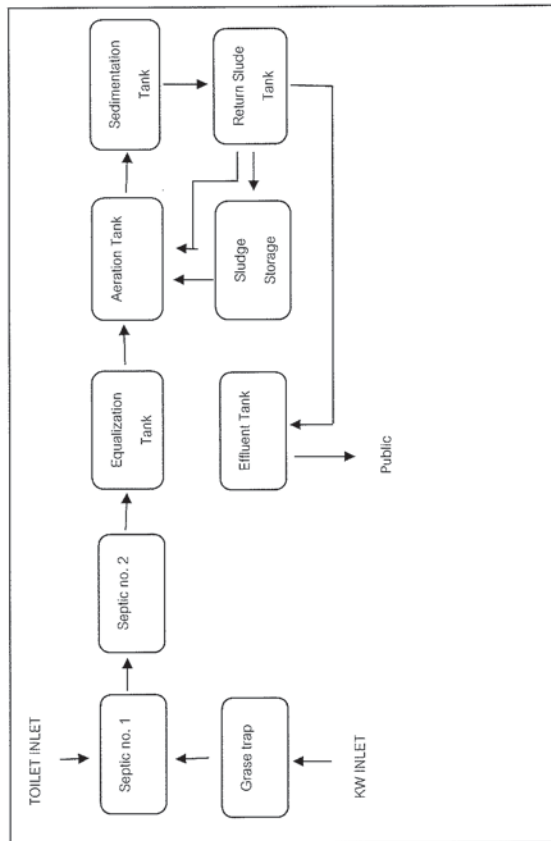 TOILET INLET
Septic no. 1
Septic no. 2
Equalization
Tank
Aeration Tank
Sedimentation
Tank
Grase trap
KW INLET
Effluent Tank
Public
Sludge
Storage
Return Slude
Tank